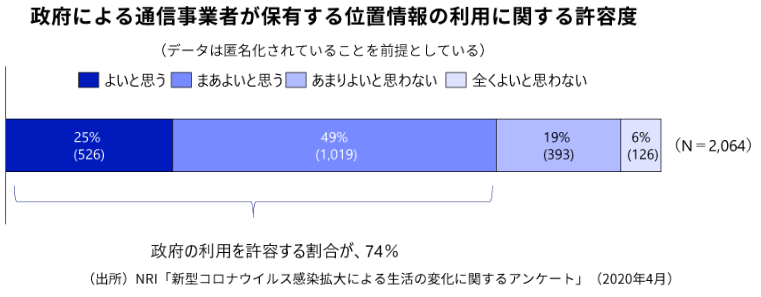 政府による通信事業者が保有する位置情報の利用に関する許容度
（データは匿名化されていることを前提としている）
よいと思う まあよいと思う あまりよいと思わない 全くよいと思わない
25% 49% 19% 6%
(526) (1,019) (393) (126)
（N＝2,064）
政府の利用を許容する割合が、74％
（出所）NRI「新型コロナウイルス感染拡大による生活の変化に関するアンケート」（2020年4月）